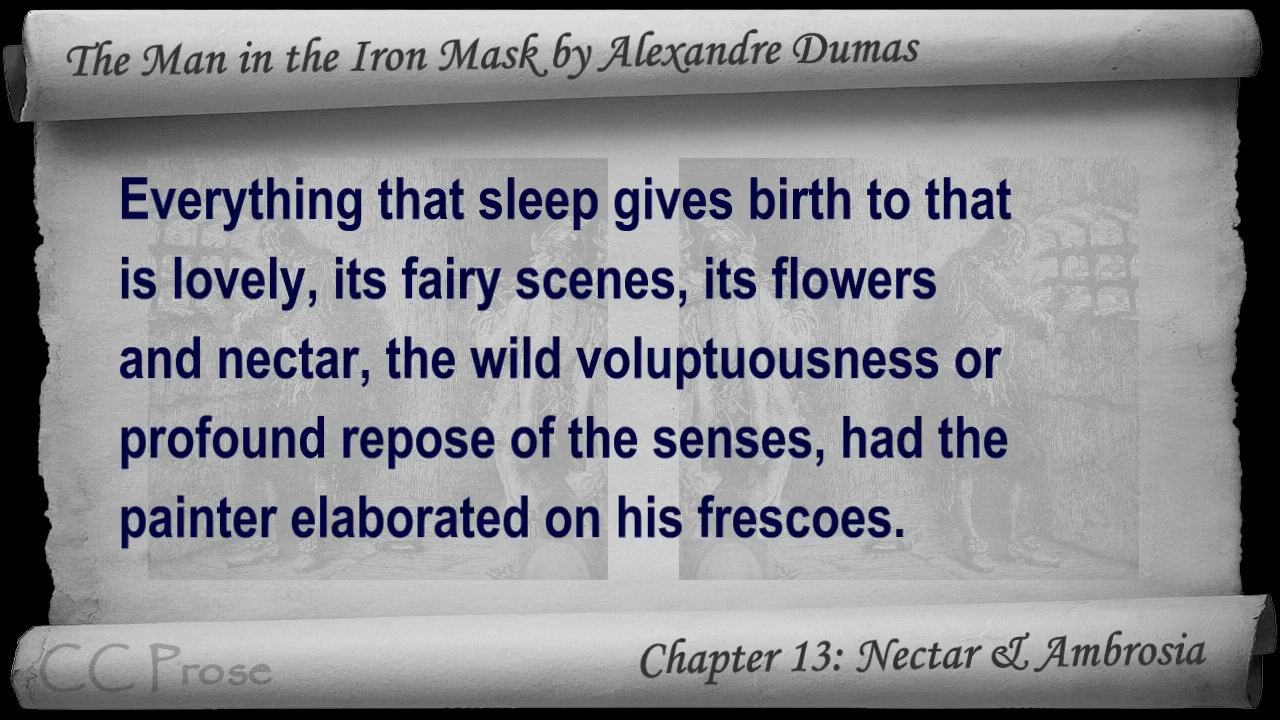 The Man in the Iron Mask by Alexandre Dumas
Everything that sleep gives birth to that
is lovely, its fairy scenes, its flowers
and nectar, the wild voluptuousness or
profound repose of the senses, had the
painter elaborated on his frescoes.
CC Prose
Chapter 13: Nectar & Ambrosia